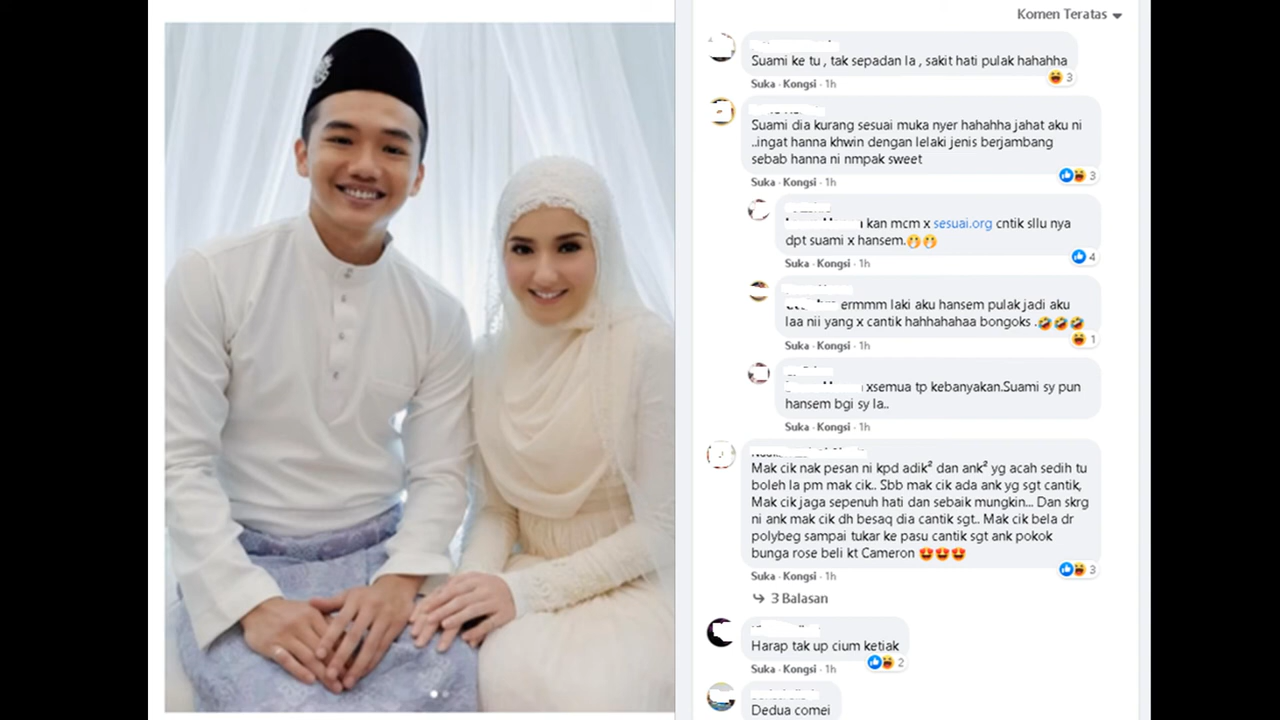 Komen Teratas
Suami ke tu , tak sepadan la , sakit hati pulak hahahha
3
Suka · Kongsi · 1h
Suami dia kurang sesuai muka nyer hahahha jahat aku ni
..ingat hanna khwin dengan lelaki jenis berjambang
sebab hanna ni nmpak sweet
3
Suka · Kongsi · 1h
kan mcm x sesuai.org cntik sllu nya
dpt suami x hansem.🤭🤭
4
Suka · Kongsi · 1h
ermmm laki aku hansem pulak jadi aku
laa nii yang x cantik hahhahahaa bongoks .🤣🤣🤣
1
Suka · Kongsi · 1h
xsemua tp kebanyakan.Suami sy pun
hansem bgi sy la..
Suka · Kongsi · 1h
Mak cik nak pesan ni kpd adik² dan ank² yg acah sedih tu
boleh la pm mak cik.. Sbb mak cik ada ank yg sgt cantik,
Mak cik jaga sepenuh hati dan sebaik mungkin... Dan skrg
ni ank mak cik dh besaq dia cantik sgt.. Mak cik bela dr
polybeg sampai tukar ke pasu cantik sgt ank pokok
bunga rose beli kt Cameron 🤩🤩🤩
3
Suka · Kongsi · 1h
3 Balasan
Harap tak up cium ketiak
2
Suka · Kongsi · 1h
Dedua comei